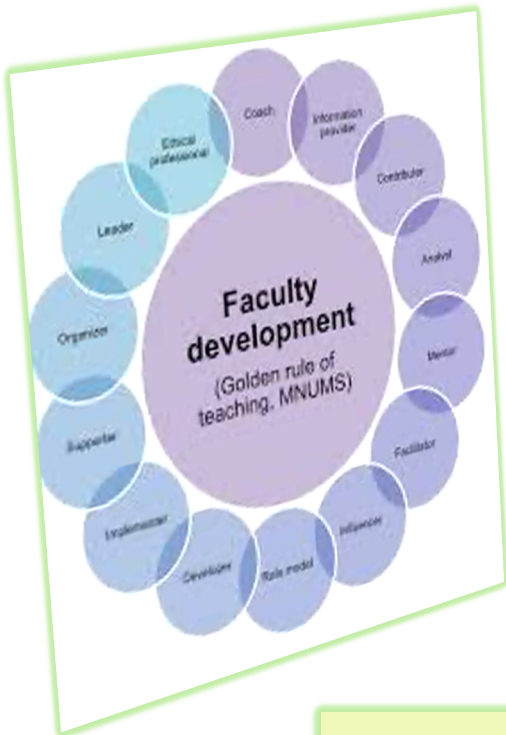 Faculty
development
(Golden rule of
teaching, MNUMS)
Coach
Information
provider
Contributor
Analyst
Mentor
Facilitator
Influencer
Role model
Developer
Implementer
Supporter
Organizer
Leader
Ethical
professional